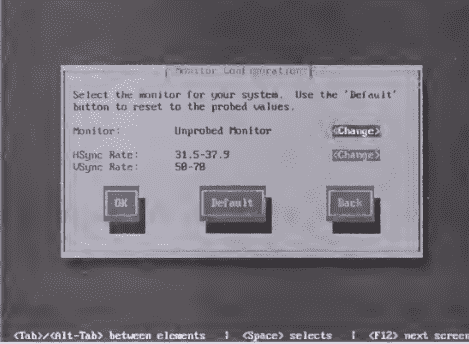 Monitor Configuration
Select the monitor for your system. Use the 'Default'
button to reset to the probed values.
Monitor: Unprobed Monitor <Change>
HSync Rate: 31.5-37.9 <Change>
VSync Rate: 50-70
OK Default Back
<Tab>/<Alt-Tab> between elements | <Space> selects | <F12> next screen